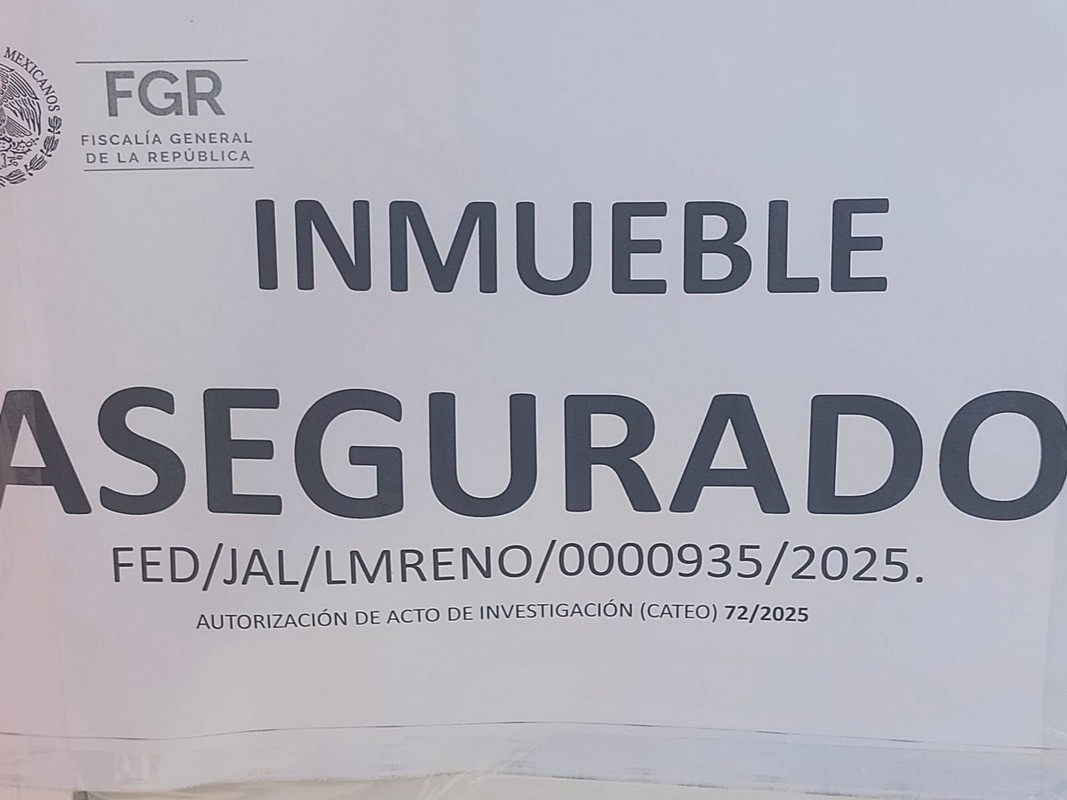 MEXICANOS
FGR
FISCALÍA GENERAL
DE LA REPÚBLICA
INMUEBLE
ASEGURADO
FED/JAL/LMRENO/0000935/2025.
AUTORIZACIÓN DE ACTO DE INVESTIGACIÓN (CATEO) 72/2025